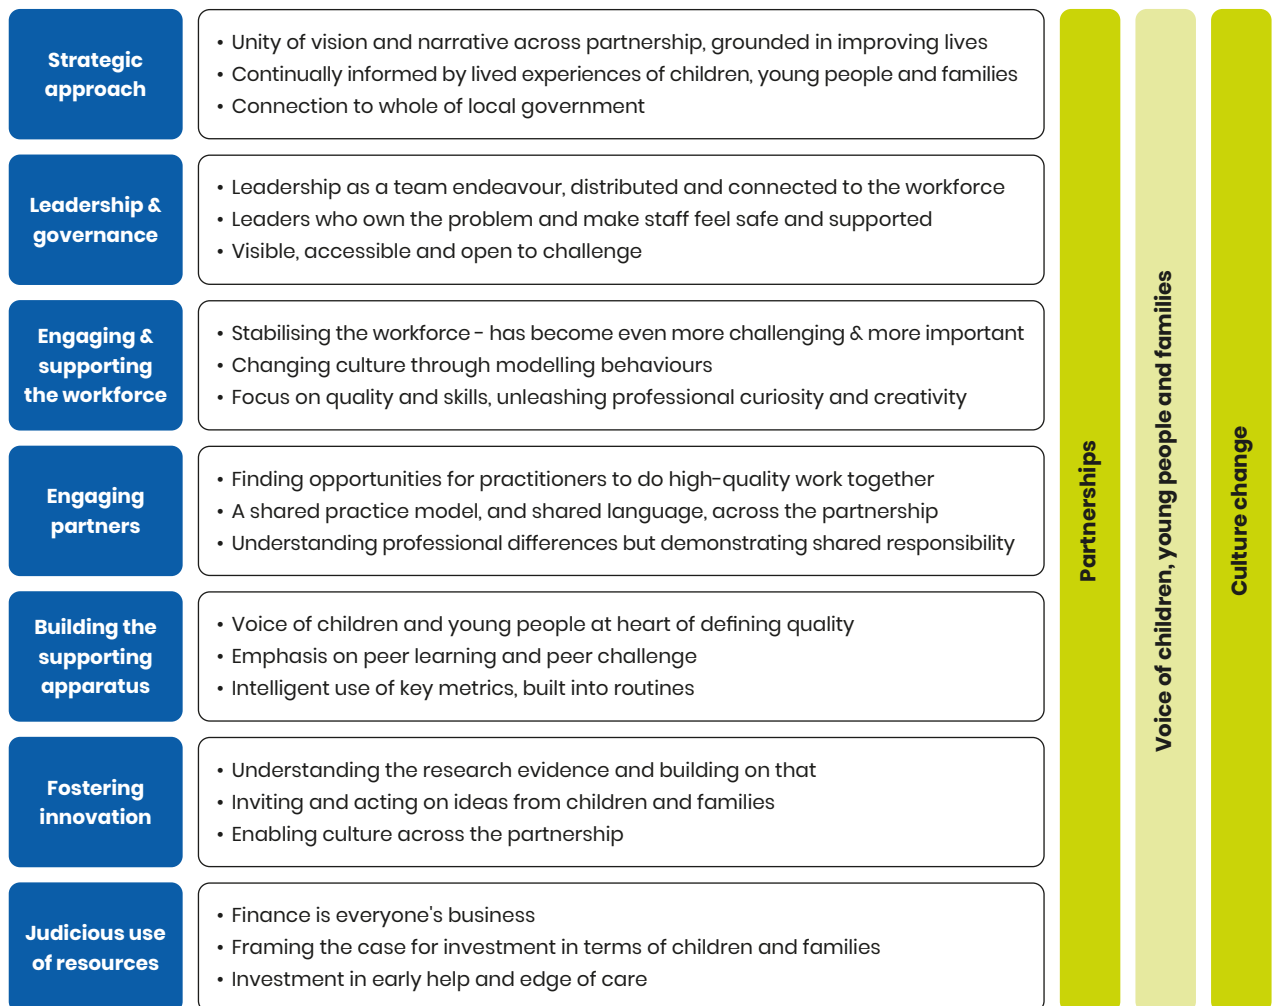 Strategic
approach
• Unity of vision and narrative across partnership, grounded in improving lives
• Continually informed by lived experiences of children, young people and families
• Connection to whole of local government
Leadership &
governance
• Leadership as a team endeavour, distributed and connected to the workforce
• Leaders who own the problem and make staff feel safe and supported
• Visible, accessible and open to challenge
Engaging &
supporting
the workforce
• Stabilising the workforce - has become even more challenging & more important
• Changing culture through modelling behaviours
• Focus on quality and skills, unleashing professional curiosity and creativity
Engaging
partners
• Finding opportunities for practitioners to do high-quality work together
• A shared practice model, and shared language, across the partnership
• Understanding professional differences but demonstrating shared responsibility
Building the
supporting
apparatus
• Voice of children and young people at heart of defining quality
• Emphasis on peer learning and peer challenge
• Intelligent use of key metrics, built into routines
Fostering
innovation
• Understanding the research evidence and building on that
• Inviting and acting on ideas from children and families
• Enabling culture across the partnership
Judicious use
of resources
• Finance is everyone's business
• Framing the case for investment in terms of children and families
• Investment in early help and edge of care
Partnerships
Voice of children, young people and families
Culture change